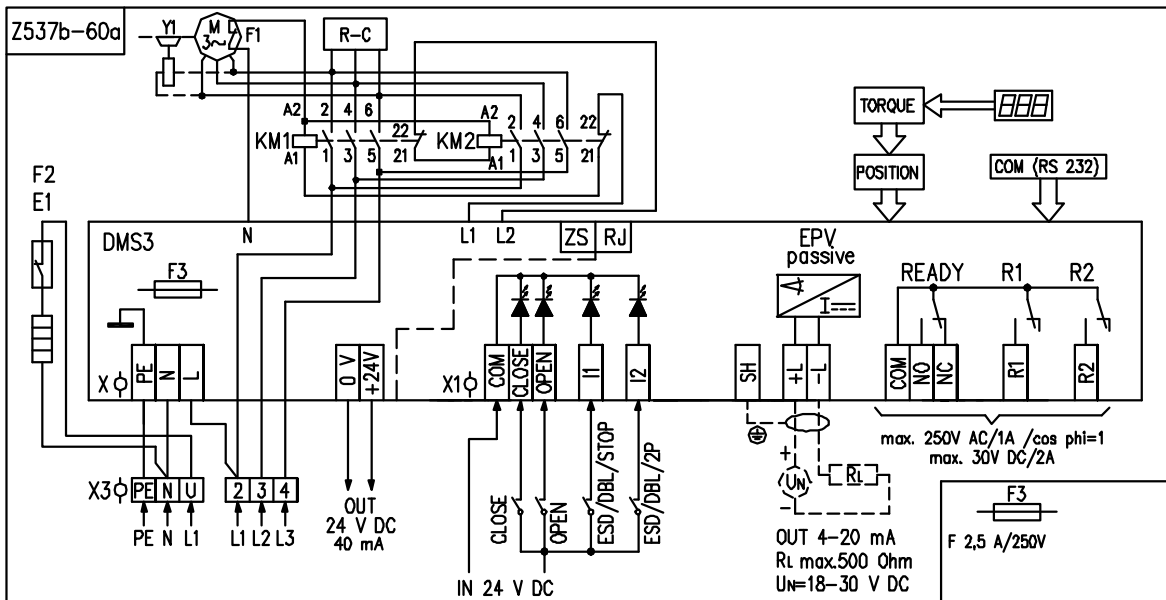 Z537b-60a
Y1
M
3~
F1
R-C
A2
2
4
6
22
KM1
A1
1
3
5
21
A2
2
4
6
22
KM2
A1
1
3
5
21
TORQUE
888
POSITION
COM (RS 232)
F2
E1
DMS3
N
L1
L2
ZS
RJ
EPV
passive
READY
R1
R2
F3
I
X
PE
N
L
0 V
+24V
X1
COM
CLOSE
OPEN
I1
I2
SH
+L
-L
COM
NO
NC
R1
R2
max. 250V AC/1A /cos phi=1
max. 30V DC/2A
X3
PE
N
U
2
3
4
PE
N
L1
L1
L2
L3
OUT
24 V DC
40 mA
CLOSE
OPEN
ESD/DBL/STOP
ESD/DBL/2P
IN 24 V DC
+
UN
-
RL
OUT 4-20 mA
RL max.500 Ohm
UN=18-30 V DC
F3
F 2,5 A/250V